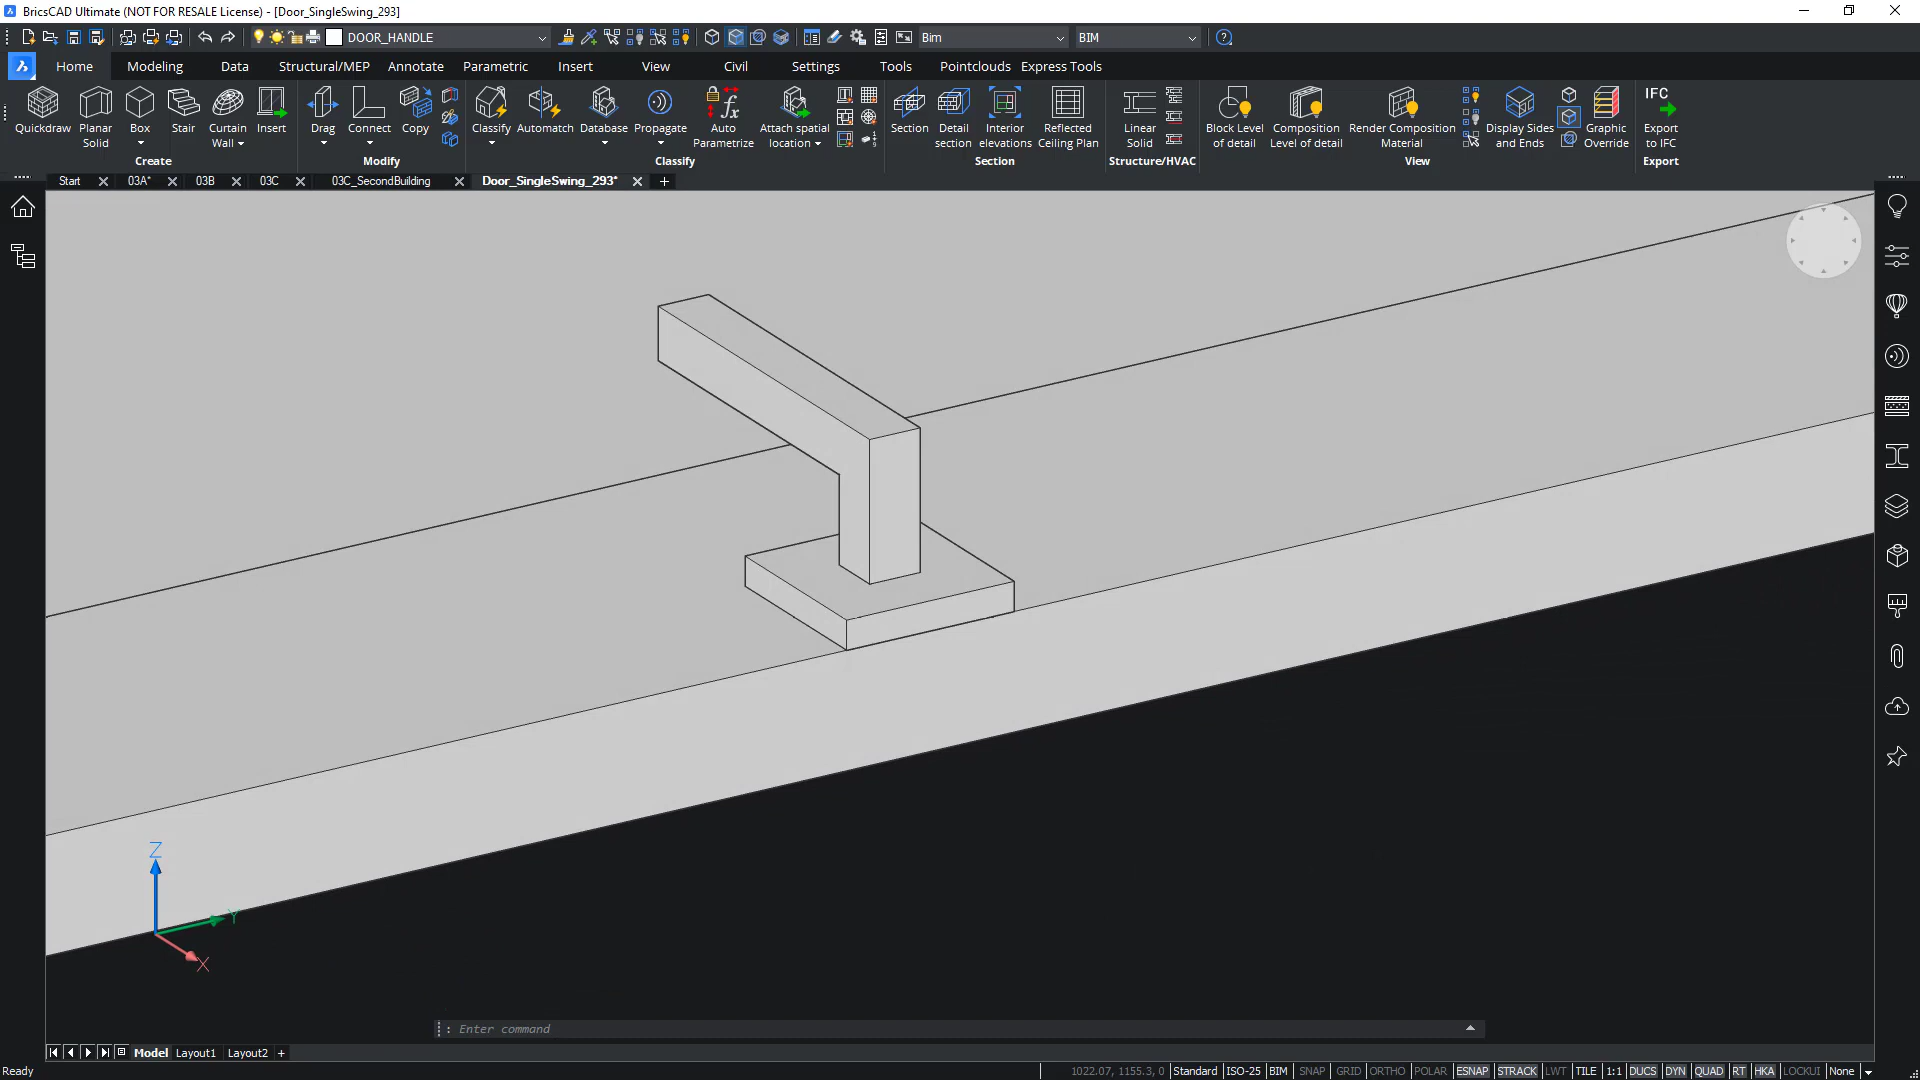 BricsCAD Ultimate (NOT FOR RESALE License) - [Door_SingleSwing_293]
DOOR_HANDLE Bim BIM
Home Modeling Data Structural/MEP Annotate Parametric Insert View Civil Settings Tools Pointclouds Express Tools
Quickdraw Planar Solid Box Stair Curtain Wall Insert Drag Connect Copy Classify Automatch Database Propagate Auto Parametrize Attach spatial location Section Detail section Interior elevations Reflected Ceiling Plan Linear Solid Block Level of detail Composition Level of detail Render Composition Material Display Sides and Ends Graphic Override IFC Export to IFC
Create Modify Classify Section Structure/HVAC View Export
Start 03A* 03B 03C 03C_SecondBuilding Door_SingleSwing_293*
Z
Y
X
: Enter command
Model Layout1 Layout2 +
Ready 1022.07, 1155.3, 0 Standard ISO-25 BIM SNAP GRID ORTHO POLAR ESNAP STRACK LWT TILE 1:1 DUCS DYN QUAD RT HKA LOCKUI None